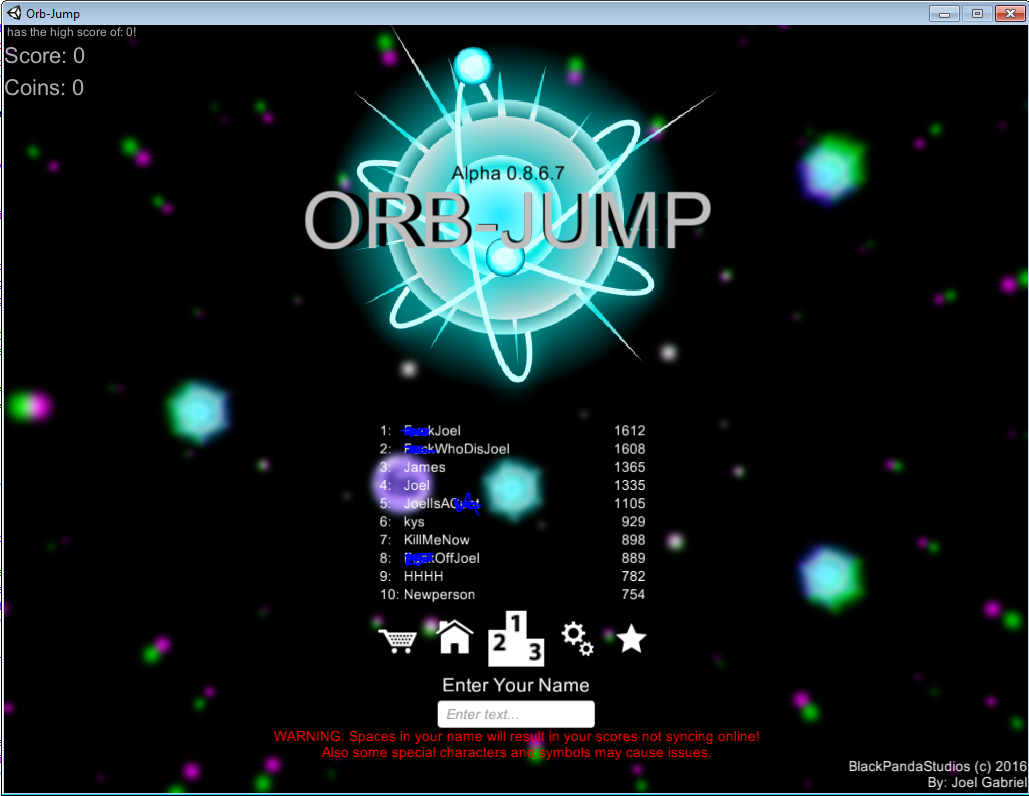 Orb-Jump
has the high score of: 0!
Score: 0
Coins: 0
Alpha 0.8.6.7
ORB-JUMP
1: kJoel 1612
2: kWhoDisJoel 1608
3: James 1365
4: Joel 1335
5: JoelIsAC 1105
6: kys 929
7: KillMeNow 898
8: OffJoel 889
9: HHHH 782
10: Newperson 754
1
2
3
Enter Your Name
Enter text...
WARNING: Spaces in your name will result in your scores not syncing online!
Also some special characters and symbols may cause issues.
BlackPandaStudios (c) 2016
By: Joel Gabriel